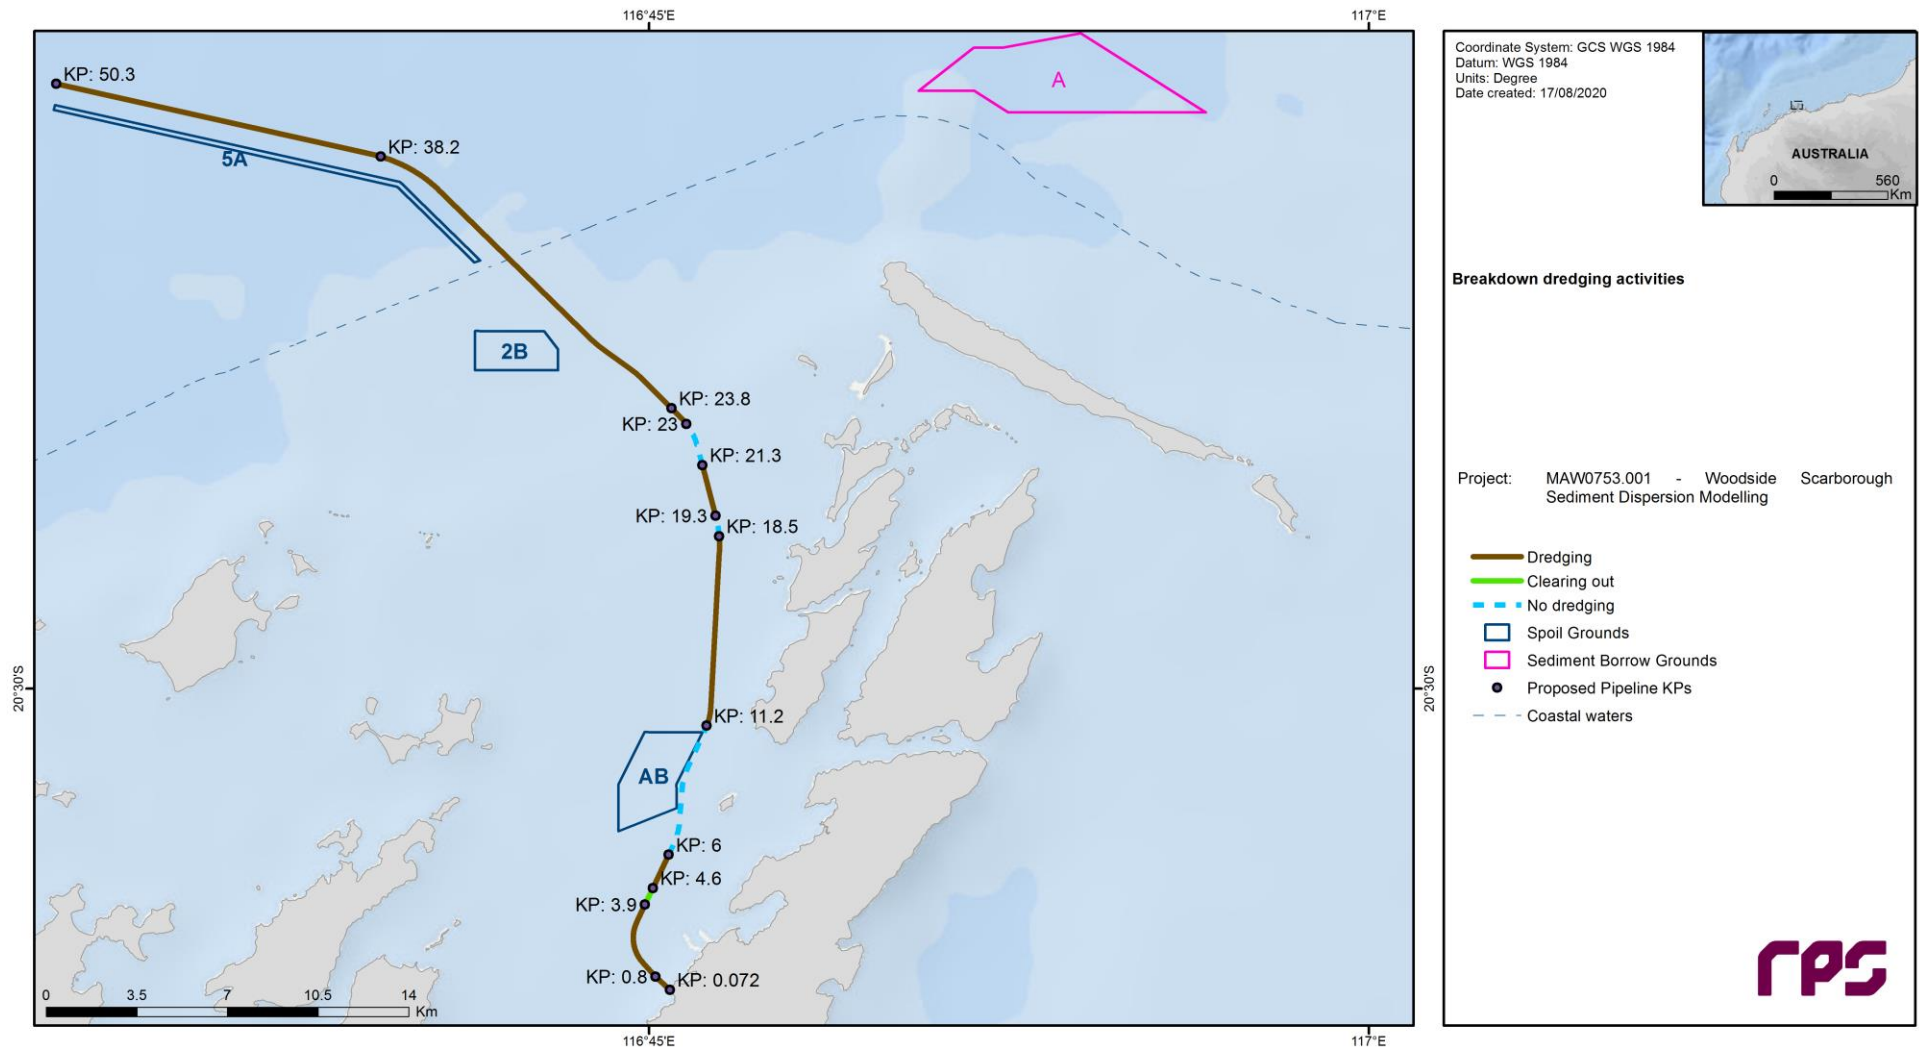 116°45'E
117°E
KP: 50.3
A
KP: 38.2
5A
2B
KP: 23.8
KP: 23
KP: 21.3
KP: 19.3
KP: 18.5
20°30'S
20°30'S
KP: 11.2
AB
KP: 6
KP: 4.6
KP: 3.9
KP: 0.8
KP: 0.072
0 3.5 7 10.5 14
Km
116°45'E
117°E
Coordinate System: GCS WGS 1984
Datum: WGS 1984
Units: Degree
Date created: 17/08/2020
AUSTRALIA
0 560
Km
Breakdown dredging activities
Project: MAW0753.001 - Woodside Scarborough
Sediment Dispersion Modelling
Dredging
Clearing out
No dredging
Spoil Grounds
Sediment Borrow Grounds
Proposed Pipeline KPs
Coastal waters
rps